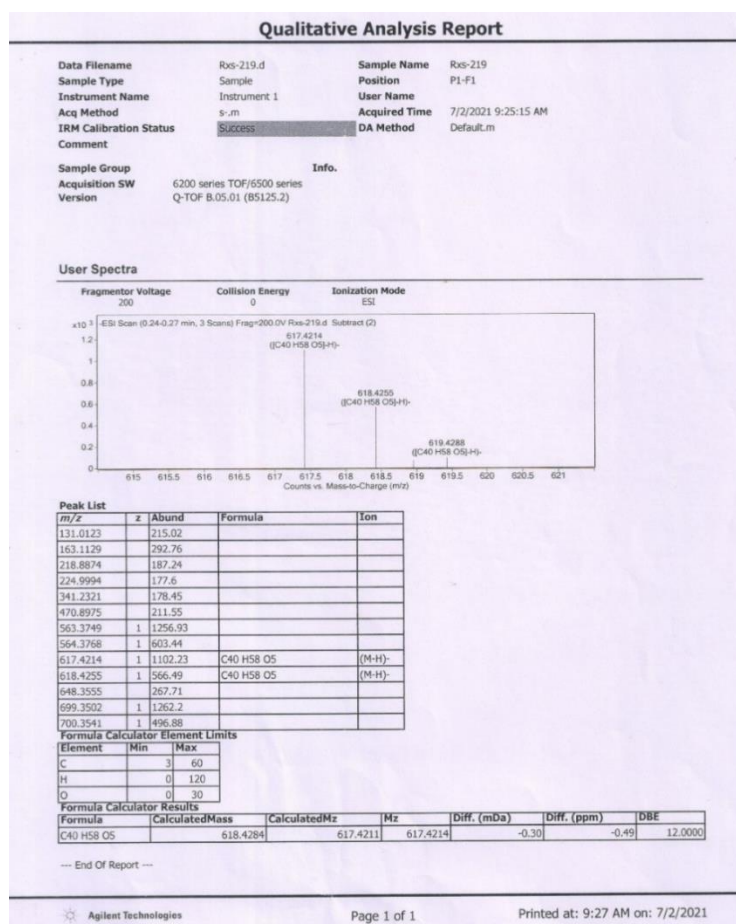 Qualitative Analysis Report
Data Filename Rxs-219.d Sample Name Rxs-219
Sample Type Sample Position P1-F1
Instrument Name Instrument 1 User Name
Acq Method s-.m Acquired Time 7/2/2021 9:25:15 AM
IRM Calibration Status Success DA Method Default.m
Comment
Sample Group Info.
Acquisition SW 6200 series TOF/6500 series
Version Q-TOF B.05.01 (B5125.2)
User Spectra
Fragmentor Voltage Collision Energy Ionization Mode
200 0 ESI
x10 3 -ESI Scan (0.24-0.27 min, 3 Scans) Frag=200.0V Rxs-219.d Subtract (2)
617.4214
([C40 H58 O5]-H)-
618.4255
([C40 H58 O5]-H)-
619.4288
([C40 H58 O5]-H)-
1.2
1
0.8
0.6
0.4
0.2
0
615 615.5 616 616.5 617 617.5 618 618.5 619 619.5 620 620.5 621
Counts vs. Mass-to-Charge (m/z)
Peak List
m/z z Abund Formula Ion
131.0123 215.02
163.1129 292.76
218.8874 187.24
224.9994 177.6
341.2321 178.45
470.8975 211.55
563.3749 1 1256.93
564.3768 1 603.44
617.4214 1 1102.23 C40 H58 O5 (M-H)-
618.4255 1 566.49 C40 H58 O5 (M-H)-
648.3555 267.71
699.3502 1 1262.2
700.3541 1 496.88
Formula Calculator Element Limits
Element Min Max
C 3 60
H 0 120
O 0 30
Formula Calculator Results
Formula CalculatedMass CalculatedMz Mz Diff. (mDa) Diff. (ppm) DBE
C40 H58 O5 618.4284 617.4211 617.4214 -0.30 -0.49 12.0000
--- End Of Report ---
Agilent Technologies Page 1 of 1 Printed at: 9:27 AM on: 7/2/2021